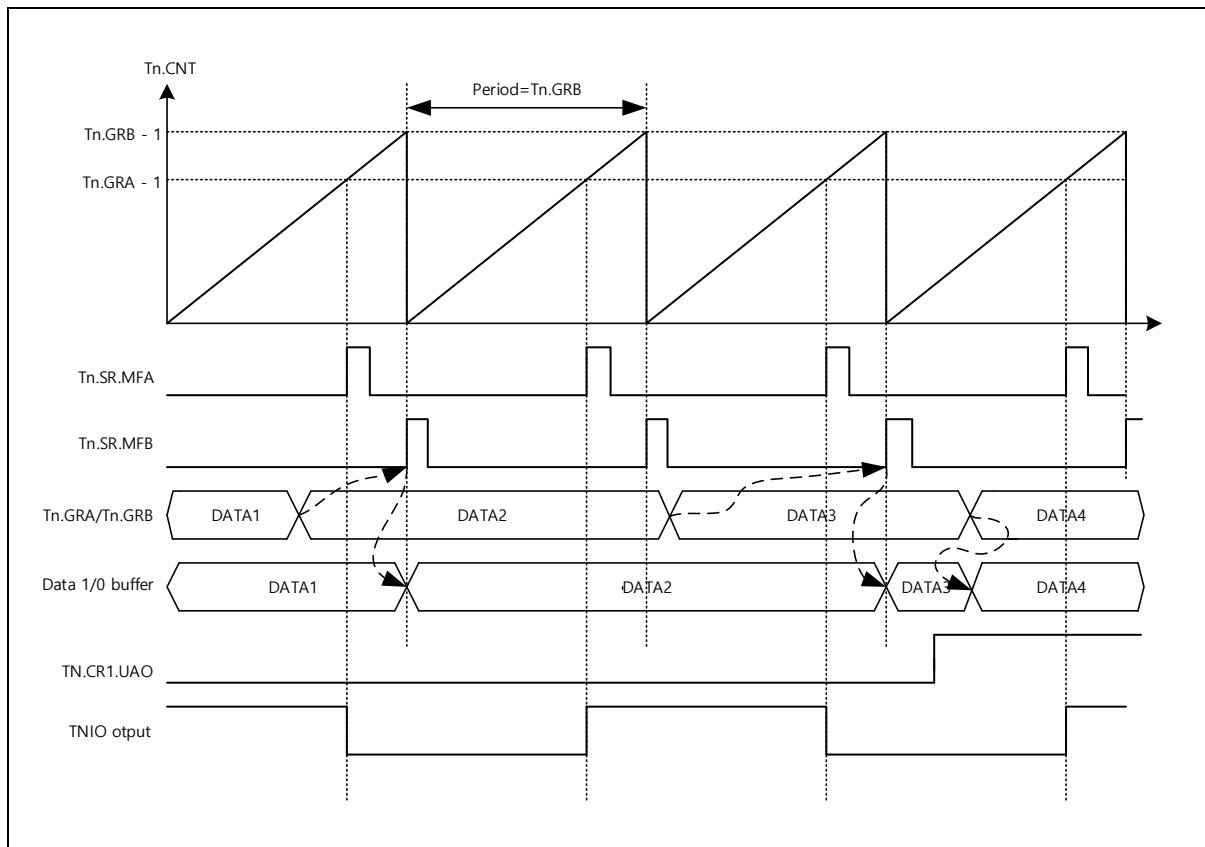 Tn.CNT
Period=Tn.GRB
Tn.GRB - 1
Tn.GRA - 1
Tn.SR.MFA
Tn.SR.MFB
Tn.GRA/Tn.GRB
DATA1
DATA2
DATA3
DATA4
Data 1/0 buffer
DATA1
DATA2
DATA3
DATA4
TN.CR1.UAO
TNIO otput